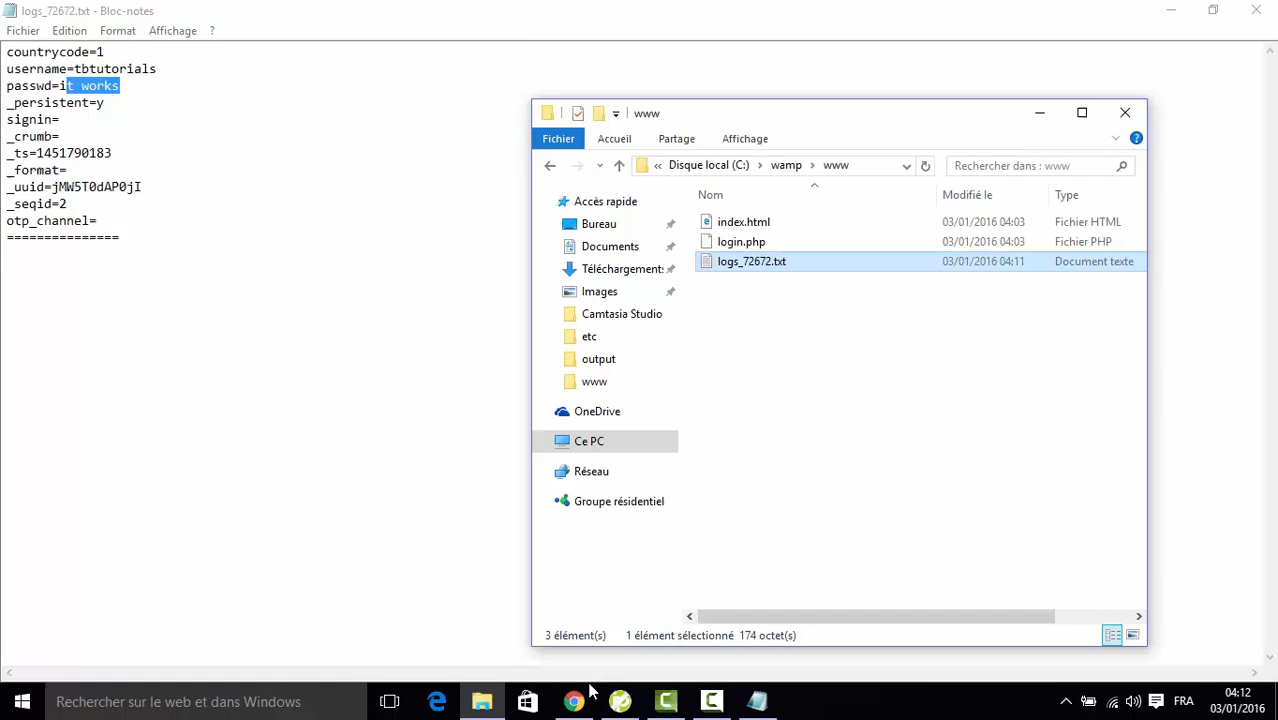 logs_72672.txt - Bloc-notes
Fichier Edition Format Affichage ?
countrycode=1
username=tbtutorials
passwd=it works
_persistent=y
signin=
_crumb=
_ts=1451790183
_format=
_uuid=jMW5T0dAP0jI
_seqid=2
otp_channel=
===============
www
Fichier Accueil Partage Affichage
« Disque local (C:) > wamp > www
Rechercher dans : www
Nom Modifié le Type
index.html 03/01/2016 04:03 Fichier HTML
login.php 03/01/2016 04:03 Fichier PHP
logs_72672.txt 03/01/2016 04:11 Document texte
Accès rapide
Bureau
Documents
Téléchargements
Images
Camtasia Studio
etc
output
www
OneDrive
Ce PC
Réseau
Groupe résidentiel
3 élément(s) 1 élément sélectionné 174 octet(s)
Rechercher sur le web et dans Windows
FRA
04:12
03/01/2016